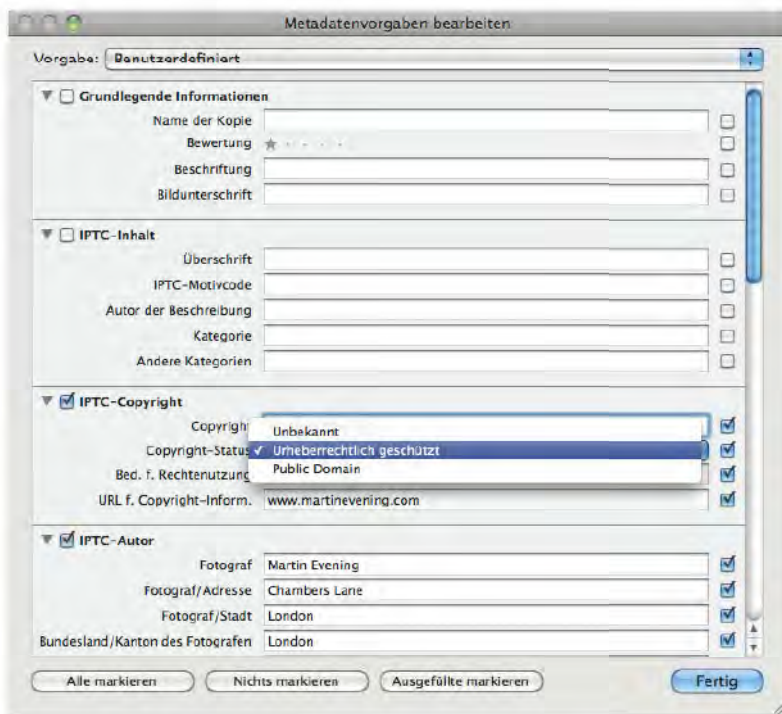 Metadatenvorgaben bearbeiten
Vorgabe: Benutzerdefiniert
Grundlegende Informationen
Name der Kopie
Bewertung
Beschriftung
Bildunterschrift
IPTC-Inhalt
Überschrift
IPTC-Motivcode
Autor der Beschreibung
Kategorie
Andere Kategorien
IPTC-Copyright
Copyright
Unbekannt
Copyright-Status ✓ Urheberrechtlich geschützt
Public Domain
Bed. f. Rechtenutzung
URL f. Copyright-Inform. www.martinevening.com
IPTC-Autor
Fotograf Martin Evening
Fotograf/Adresse Chambers Lane
Fotograf/Stadt London
Bundesland/Kanton des Fotografen London
Alle markieren Nichts markieren Ausgefüllte markieren Fertig